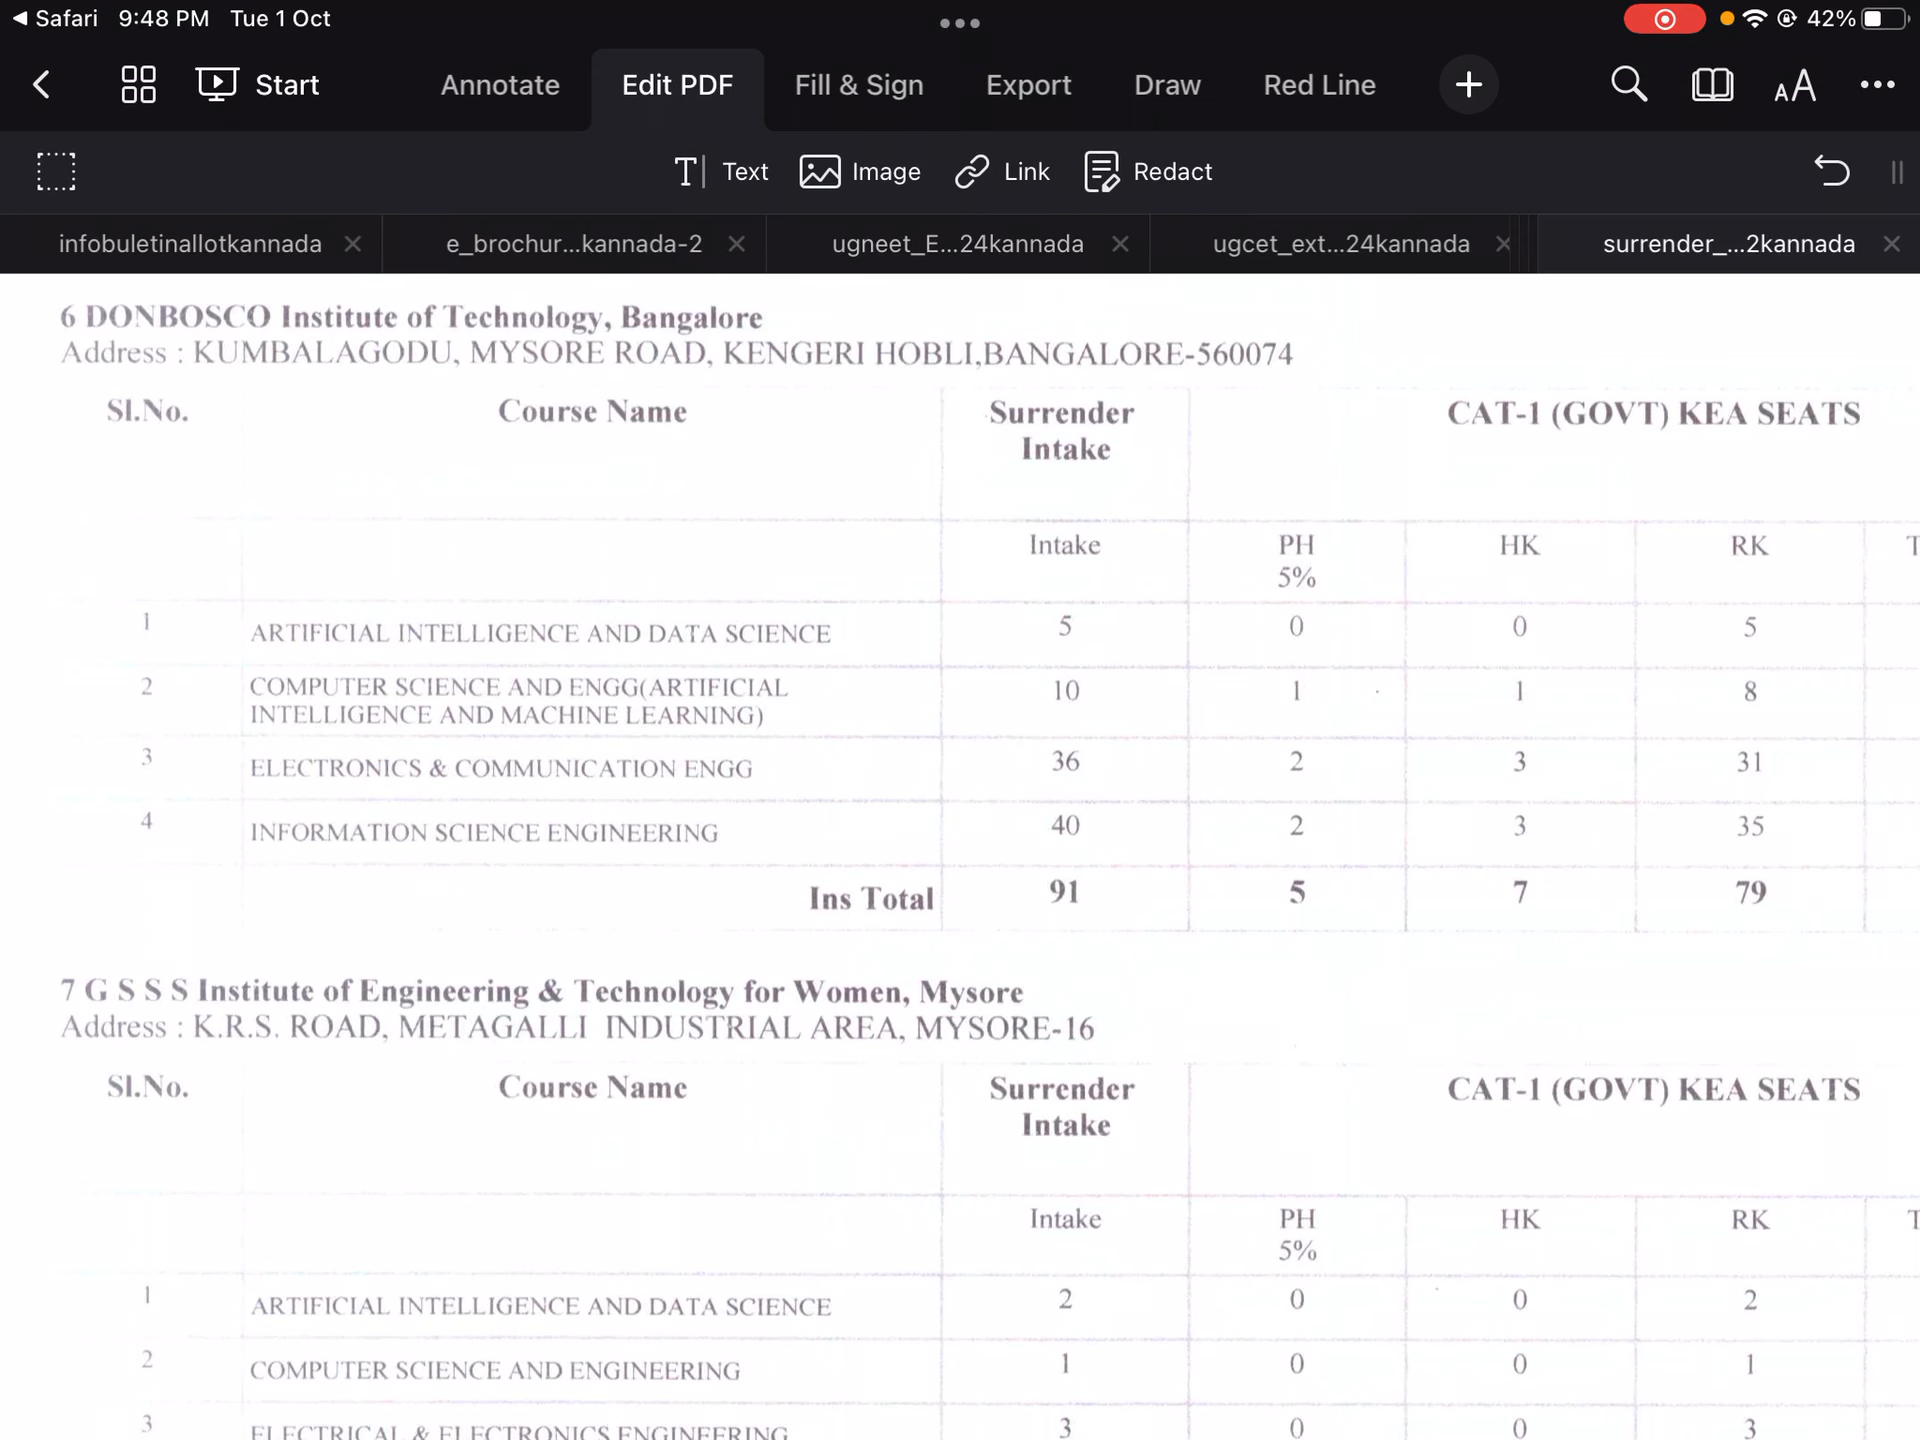 Safari 9:48 PM Tue 1 Oct 42%
Start Annotate Edit PDF Fill & Sign Export Draw Red Line
Text Image Link Redact
infobuletinallotkannada e_brochur...kannada-2 ugneet_E...24kannada ugcet_ext...24kannada surrender_...2kannada
6 DONBOSCO Institute of Technology, Bangalore
Address : KUMBALAGODU, MYSORE ROAD, KENGERI HOBLI,BANGALORE-560074
Sl.No. Course Name Surrender CAT-1 (GOVT) KEA SEATS
Intake
Intake PH HK RK T
5%
1 ARTIFICIAL INTELLIGENCE AND DATA SCIENCE 5 0 0 5
2 COMPUTER SCIENCE AND ENGG(ARTIFICIAL 10 1 1 8
INTELLIGENCE AND MACHINE LEARNING)
3 ELECTRONICS & COMMUNICATION ENGG 36 2 3 31
4 INFORMATION SCIENCE ENGINEERING 40 2 3 35
Ins Total 91 5 7 79
7 G S S S Institute of Engineering & Technology for Women, Mysore
Address : K.R.S. ROAD, METAGALLI INDUSTRIAL AREA, MYSORE-16
Sl.No. Course Name Surrender CAT-1 (GOVT) KEA SEATS
Intake
Intake PH HK RK T
5%
1 ARTIFICIAL INTELLIGENCE AND DATA SCIENCE 2 0 0 2
2 COMPUTER SCIENCE AND ENGINEERING 1 0 0 1
3 ELECTRICAL & ELECTRONICS ENGINEERING 3 0 0 3